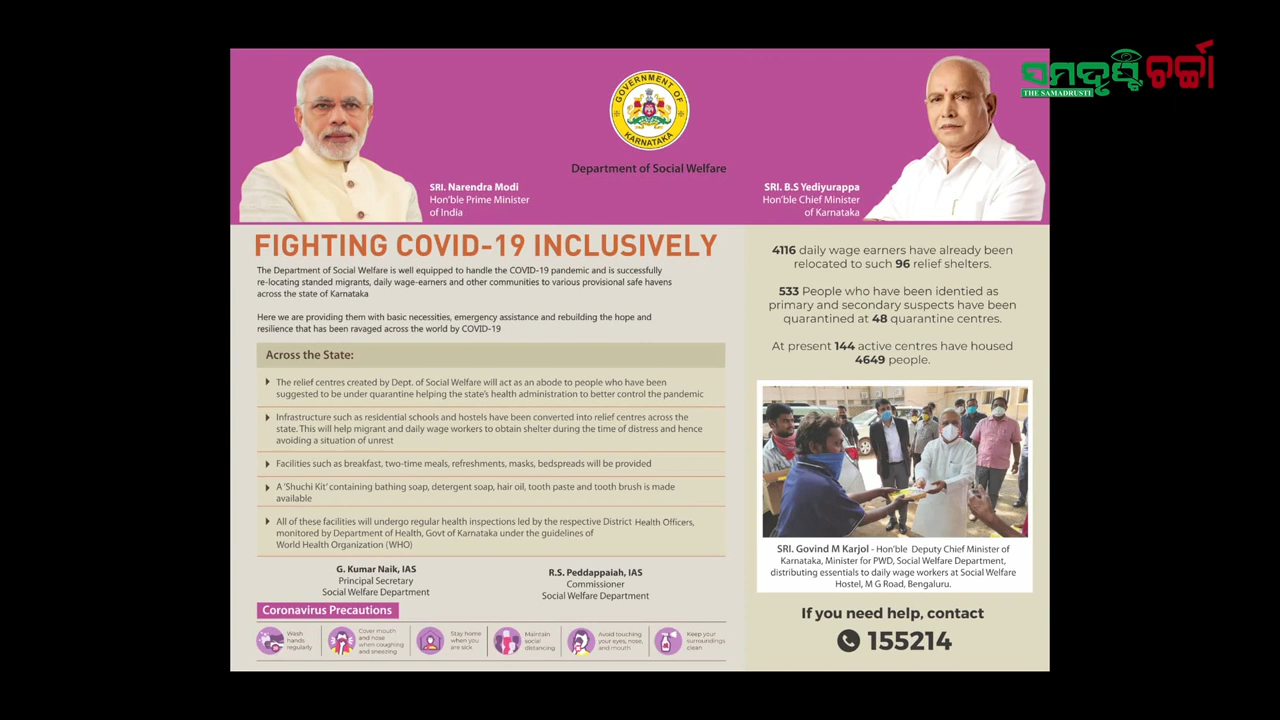 ସମଦୃଷ୍ଟି ଚର୍ଚ୍ଚା
THE SAMADRUSTI
GOVERNMENT OF
KARNATAKA
Department of Social Welfare
SRI. Narendra Modi
Hon'ble Prime Minister
of India
SRI. B.S Yediyurappa
Hon'ble Chief Minister
of Karnataka
FIGHTING COVID-19 INCLUSIVELY
The Department of Social Welfare is well equipped to handle the COVID-19 pandemic and is successfully
re-locating standed migrants, daily wage-earners and other communities to various provisional safe havens
across the state of Karnataka
Here we are providing them with basic necessities, emergency assistance and rebuilding the hope and
resilience that has been ravaged across the world by COVID-19
Across the State:
The relief centres created by Dept. of Social Welfare will act as an abode to people who have been
suggested to be under quarantine helping the state's health administration to better control the pandemic
Infrastructure such as residential schools and hostels have been converted into relief centres across the
state. This will help migrant and daily wage workers to obtain shelter during the time of distress and hence
avoiding a situation of unrest
Facilities such as breakfast, two-time meals, refreshments, masks, bedspreads will be provided
A 'Shuchi Kit' containing bathing soap, detergent soap, hair oil, tooth paste and tooth brush is made
available
All of these facilities will undergo regular health inspections led by the respective District Health Officers,
monitored by Department of Health, Govt of Karnataka under the guidelines of
World Health Organization (WHO)
G. Kumar Naik, IAS
Principal Secretary
Social Welfare Department
R.S. Peddappaiah, IAS
Commissioner
Social Welfare Department
Coronavirus Precautions
Wash
hands
regularly
Cover mouth
and nose
when coughing
and sneezing
Stay home
when you
are sick
Maintain
social
distancing
Avoid touching
your eyes, nose,
and mouth
Keep your
surroundings
clean
4116 daily wage earners have already been
relocated to such 96 relief shelters.
533 People who have been identied as
primary and secondary suspects have been
quarantined at 48 quarantine centres.
At present 144 active centres have housed
4649 people.
SRI. Govind M Karjol - Hon'ble Deputy Chief Minister of
Karnataka, Minister for PWD, Social Welfare Department,
distributing essentials to daily wage workers at Social Welfare
Hostel, M G Road, Bengaluru.
If you need help, contact
155214